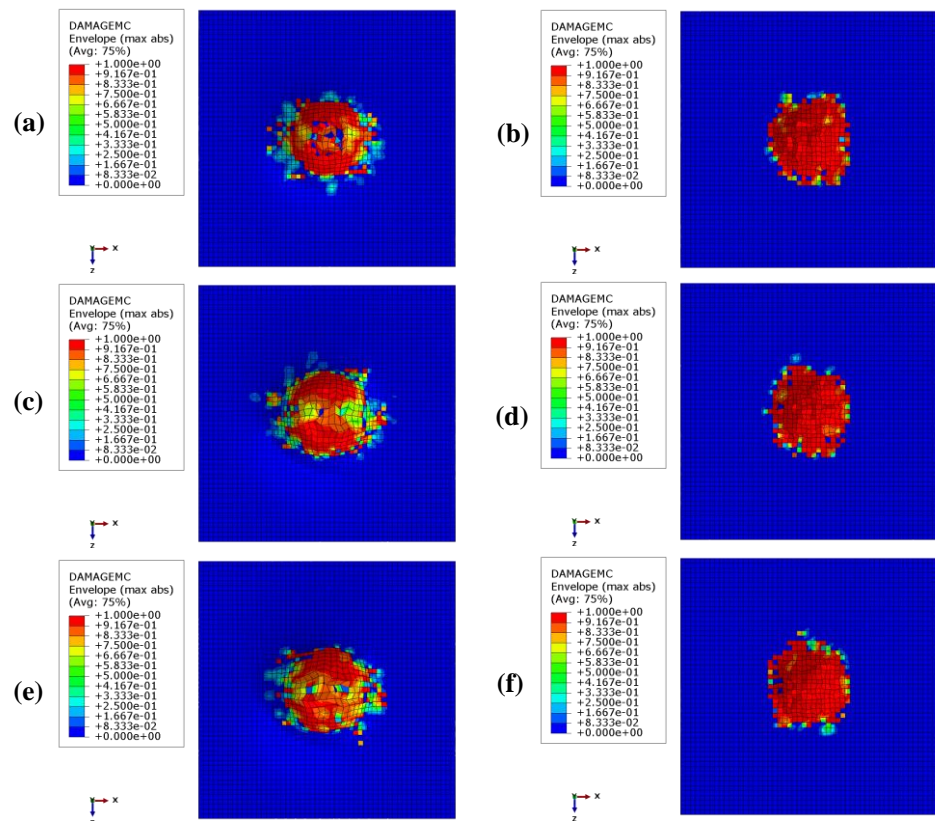 (a)
DAMAGEMC
Envelope (max abs)
(Avg: 75%)
+1.000e+00
+9.167e-01
+8.333e-01
+7.500e-01
+6.667e-01
+5.833e-01
+5.000e-01
+4.167e-01
+3.333e-01
+2.500e-01
+1.667e-01
+8.333e-02
+0.000e+00
Y
X
Z
(b)
DAMAGEMC
Envelope (max abs)
(Avg: 75%)
+1.000e+00
+9.167e-01
+8.333e-01
+7.500e-01
+6.667e-01
+5.833e-01
+5.000e-01
+4.167e-01
+3.333e-01
+2.500e-01
+1.667e-01
+8.333e-02
+0.000e+00
Y
X
Z
(c)
DAMAGEMC
Envelope (max abs)
(Avg: 75%)
+1.000e+00
+9.167e-01
+8.333e-01
+7.500e-01
+6.667e-01
+5.833e-01
+5.000e-01
+4.167e-01
+3.333e-01
+2.500e-01
+1.667e-01
+8.333e-02
+0.000e+00
Y
X
Z
(d)
DAMAGEMC
Envelope (max abs)
(Avg: 75%)
+1.000e+00
+9.167e-01
+8.333e-01
+7.500e-01
+6.667e-01
+5.833e-01
+5.000e-01
+4.167e-01
+3.333e-01
+2.500e-01
+1.667e-01
+8.333e-02
+0.000e+00
Y
X
Z
(e)
DAMAGEMC
Envelope (max abs)
(Avg: 75%)
+1.000e+00
+9.167e-01
+8.333e-01
+7.500e-01
+6.667e-01
+5.833e-01
+5.000e-01
+4.167e-01
+3.333e-01
+2.500e-01
+1.667e-01
+8.333e-02
+0.000e+00
Y
X
Z
(f)
DAMAGEMC
Envelope (max abs)
(Avg: 75%)
+1.000e+00
+9.167e-01
+8.333e-01
+7.500e-01
+6.667e-01
+5.833e-01
+5.000e-01
+4.167e-01
+3.333e-01
+2.500e-01
+1.667e-01
+8.333e-02
+0.000e+00
Y
X
Z